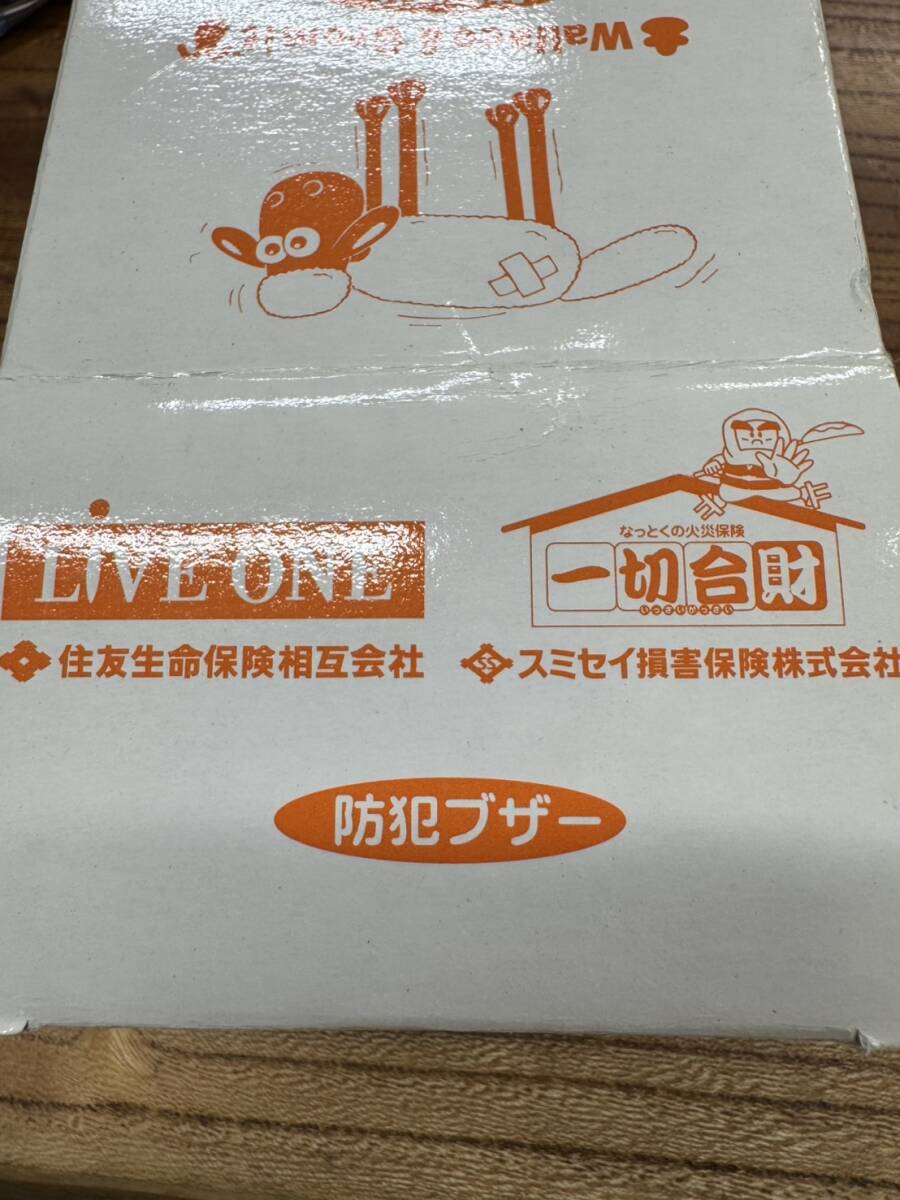 Wallace & Gromit
LIVE ONE
住友生命保険相互会社
なっとくの火災保険
一切合財
いっさいがっさい
スミセイ損害保険株式会社
防犯ブザー